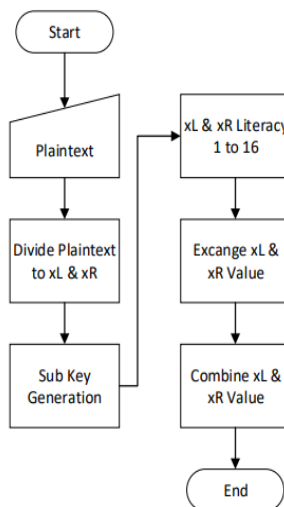 Start
Plaintext
Divide Plaintext
to xL & xR
Sub Key
Generation
xL & xR Literacy
1 to 16
Excange xL &
xR Value
Combine xL &
xR Value
End